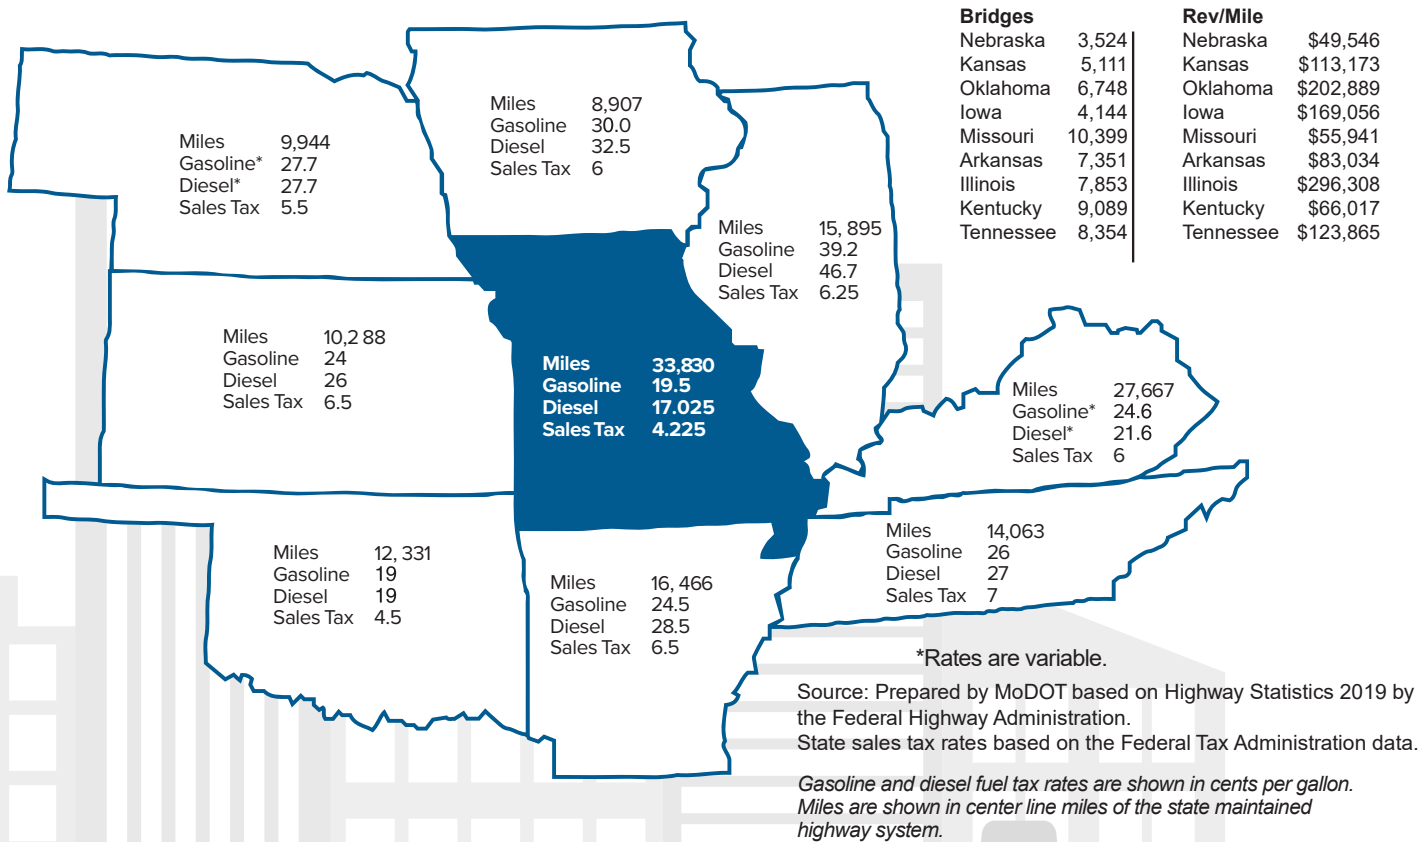 Bridges
Nebraska 3,524
Kansas 5,111
Oklahoma 6,748
Iowa 4,144
Missouri 10,399
Arkansas 7,351
Illinois 7,853
Kentucky 9,089
Tennessee 8,354
Rev/Mile
Nebraska $49,546
Kansas $113,173
Oklahoma $202,889
Iowa $169,056
Missouri $55,941
Arkansas $83,034
Illinois $296,308
Kentucky $66,017
Tennessee $123,865
Miles 8,907
Gasoline 30.0
Diesel 32.5
Sales Tax 6
Miles 9,944
Gasoline* 27.7
Diesel* 27.7
Sales Tax 5.5
Miles 15, 895
Gasoline 39.2
Diesel 46.7
Sales Tax 6.25
Miles 10,2 88
Gasoline 24
Diesel 26
Sales Tax 6.5
Miles 33,830
Gasoline 19.5
Diesel 17.025
Sales Tax 4.225
Miles 27,667
Gasoline* 24.6
Diesel* 21.6
Sales Tax 6
Miles 12, 331
Gasoline 19
Diesel 19
Sales Tax 4.5
Miles 16, 466
Gasoline 24.5
Diesel 28.5
Sales Tax 6.5
Miles 14,063
Gasoline 26
Diesel 27
Sales Tax 7
*Rates are variable.
Source: Prepared by MoDOT based on Highway Statistics 2019 by
the Federal Highway Administration.
State sales tax rates based on the Federal Tax Administration data.
Gasoline and diesel fuel tax rates are shown in cents per gallon.
Miles are shown in center line miles of the state maintained
highway system.